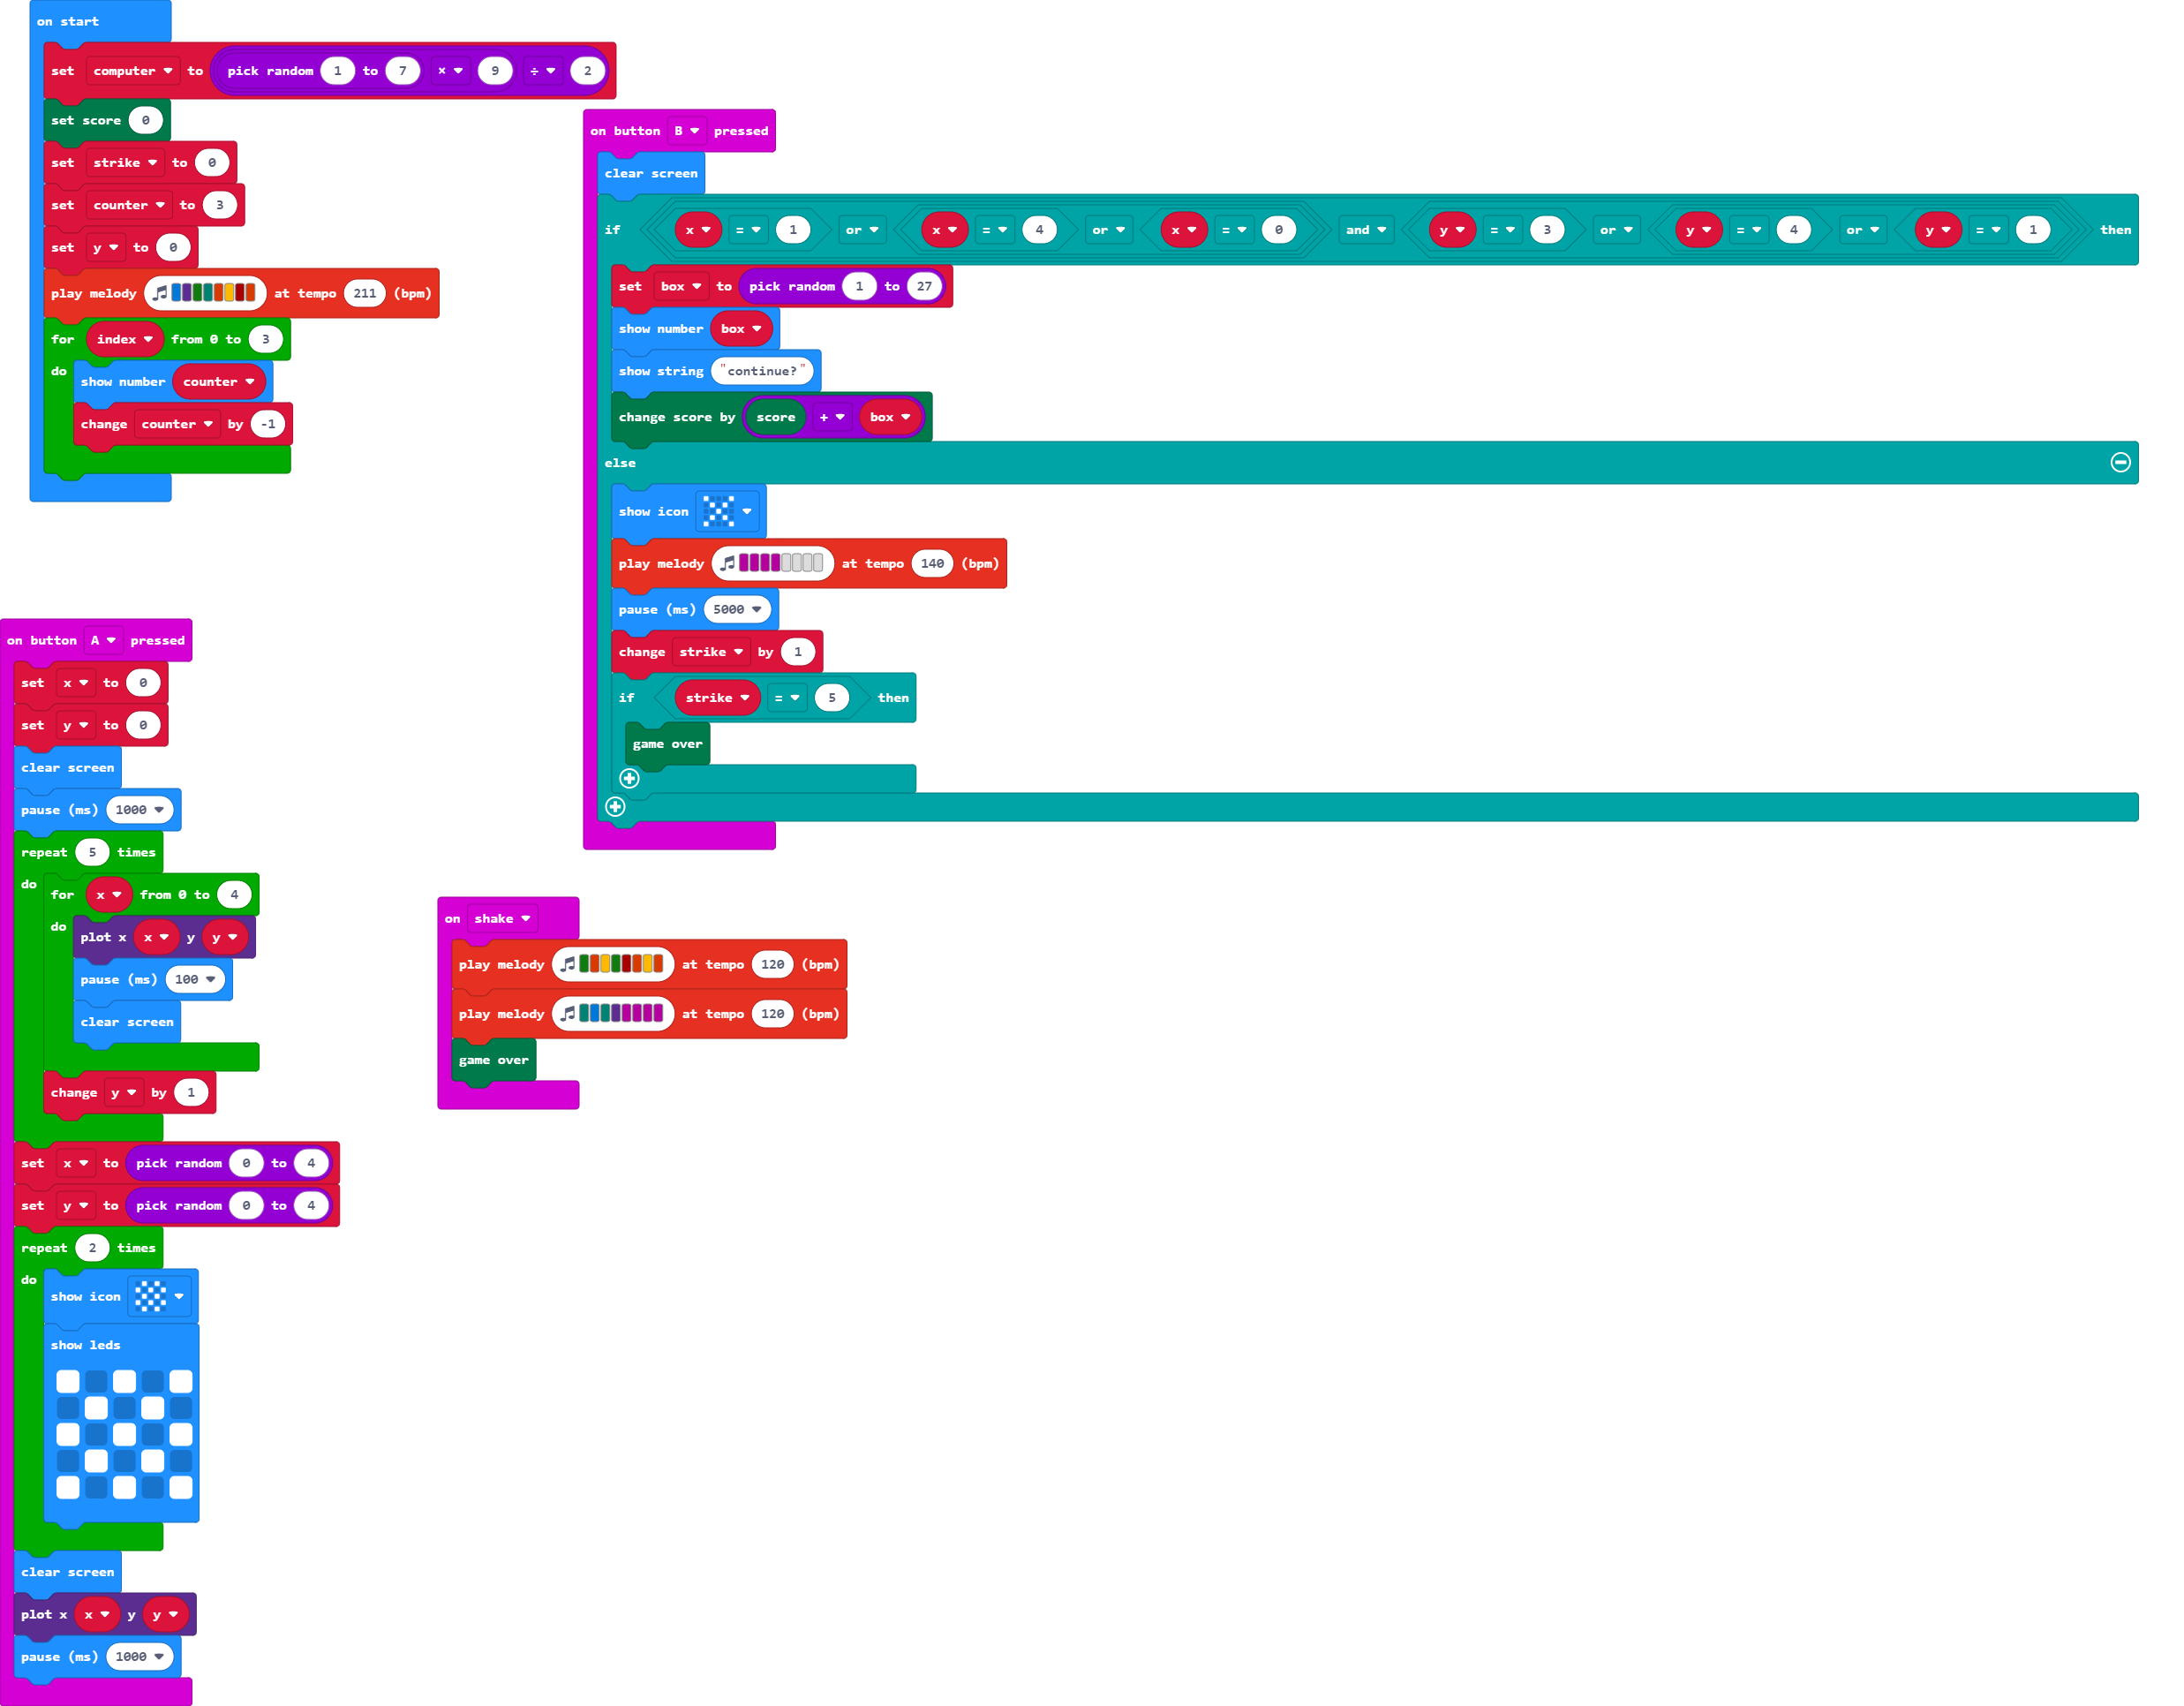 on start
set computer to pick random 1 to 7 × 9 ÷ 2
set score 0
set strike to 0
set counter to 3
set y to 0
play melody at tempo 211 (bpm)
for index from 0 to 3
do show number counter
change counter by -1
on button B pressed
clear screen
if x = 1 or x = 4 or x = 0 and y = 3 or y = 4 or y = 1 then
set box to pick random 1 to 27
show number box
show string "continue?"
change score by score + box
else
show icon
play melody at tempo 140 (bpm)
pause (ms) 5000
change strike by 1
if strike = 5 then
game over
on button A pressed
set x to 0
set y to 0
clear screen
pause (ms) 1000
repeat 5 times
do for x from 0 to 4
do plot x x y y
pause (ms) 100
clear screen
change y by 1
set x to pick random 0 to 4
set y to pick random 0 to 4
repeat 2 times
do show icon
show leds
clear screen
plot x x y y
pause (ms) 1000
on shake
play melody at tempo 120 (bpm)
play melody at tempo 120 (bpm)
game over